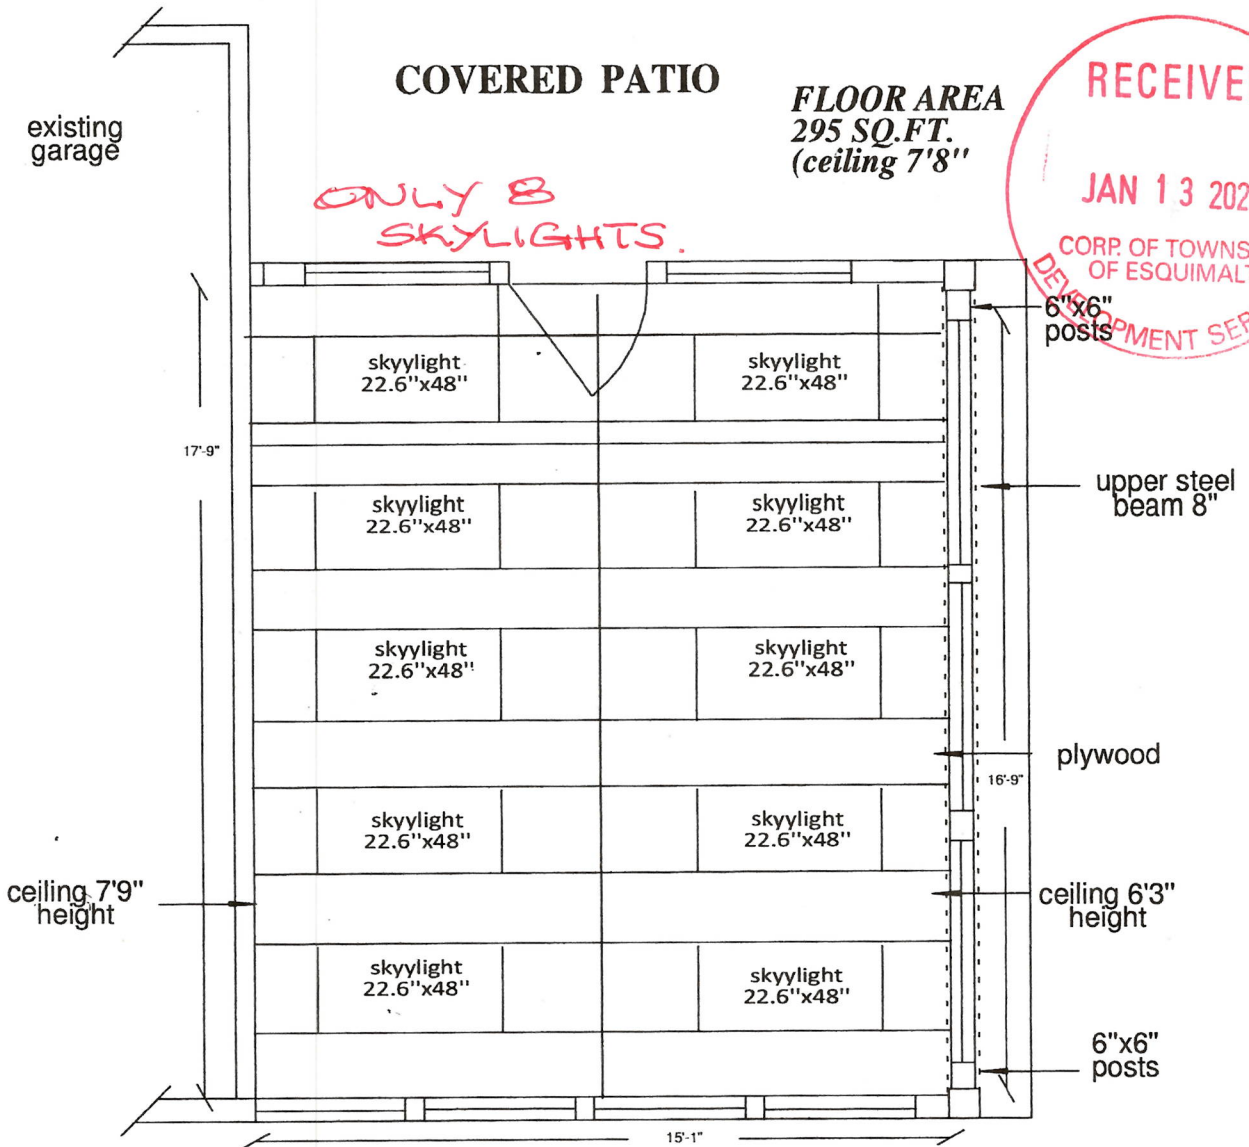 COVERED PATIO
FLOOR AREA
295 SQ.FT.
(ceiling 7'8"
RECEIVE
JAN 13 202
CORP. OF TOWNS
OF ESQUIMALT
DEVELOPMENT SER
existing
garage
ONLY 8
SKYLIGHTS.
6"x6"
posts
skyylight
22.6"x48"
skyylight
22.6"x48"
17'-9"
upper steel
beam 8"
skyylight
22.6"x48"
skyylight
22.6"x48"
skyylight
22.6"x48"
skyylight
22.6"x48"
plywood
16'-9"
skyylight
22.6"x48"
skyylight
22.6"x48"
ceiling 7'9"
height
ceiling 6'3"
height
skyylight
22.6"x48"
skyylight
22.6"x48"
6"x6"
posts
15'-1"